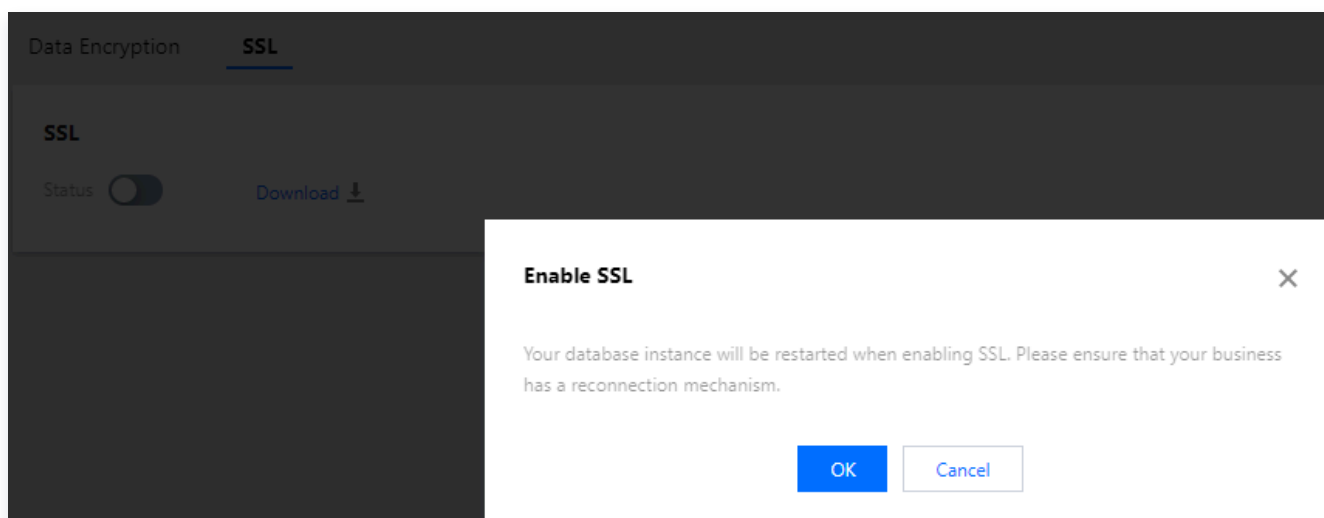 Data Encryption SSL
SSL
Status Download
Enable SSL
Your database instance will be restarted when enabling SSL. Please ensure that your business
has a reconnection mechanism.
OK Cancel